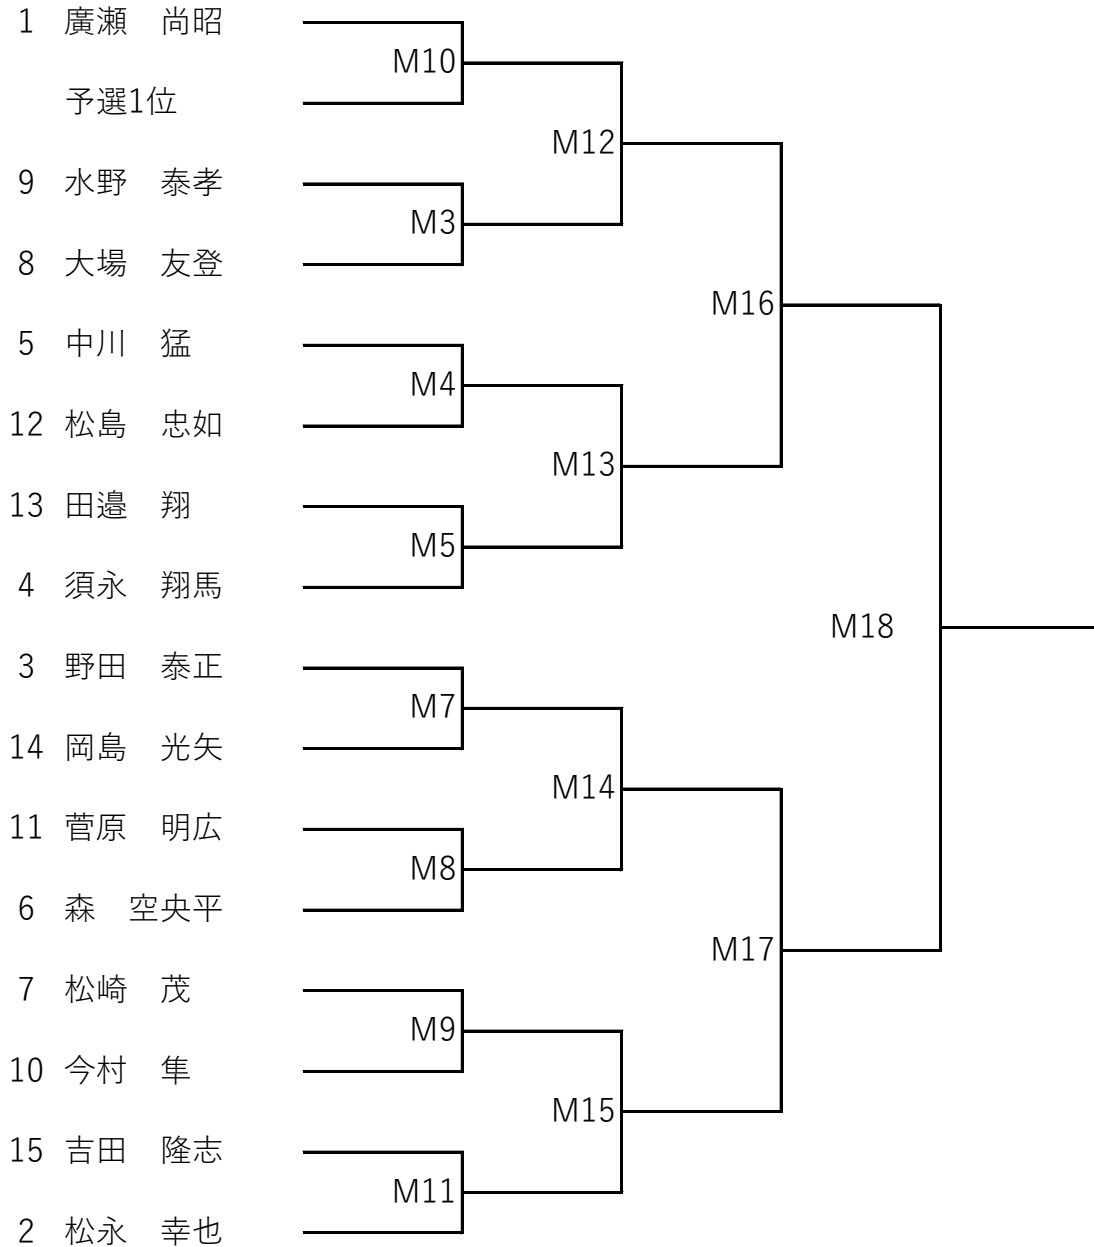 1 廣瀬　尚昭
M10
予選1位
M12
9 水野　泰孝
M3
8 大場　友登
M16
5 中川　猛
M4
12 松島　忠如
M13
13 田邉　翔
M5
4 須永　翔馬
M18
3 野田　泰正
M7
14 岡島　光矢
M14
11 菅原　明広
M8
6 森　空央平
M17
7 松崎　茂
M9
10 今村　隼
M15
15 吉田　隆志
M11
2 松永　幸也